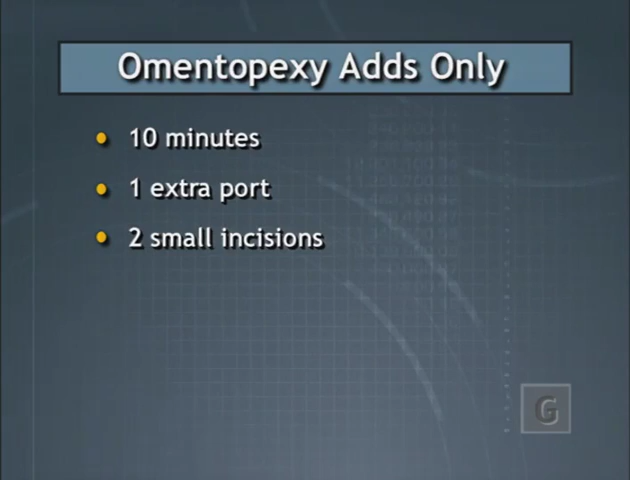 Omentopexy Adds Only
10 minutes
1 extra port
2 small incisions
G